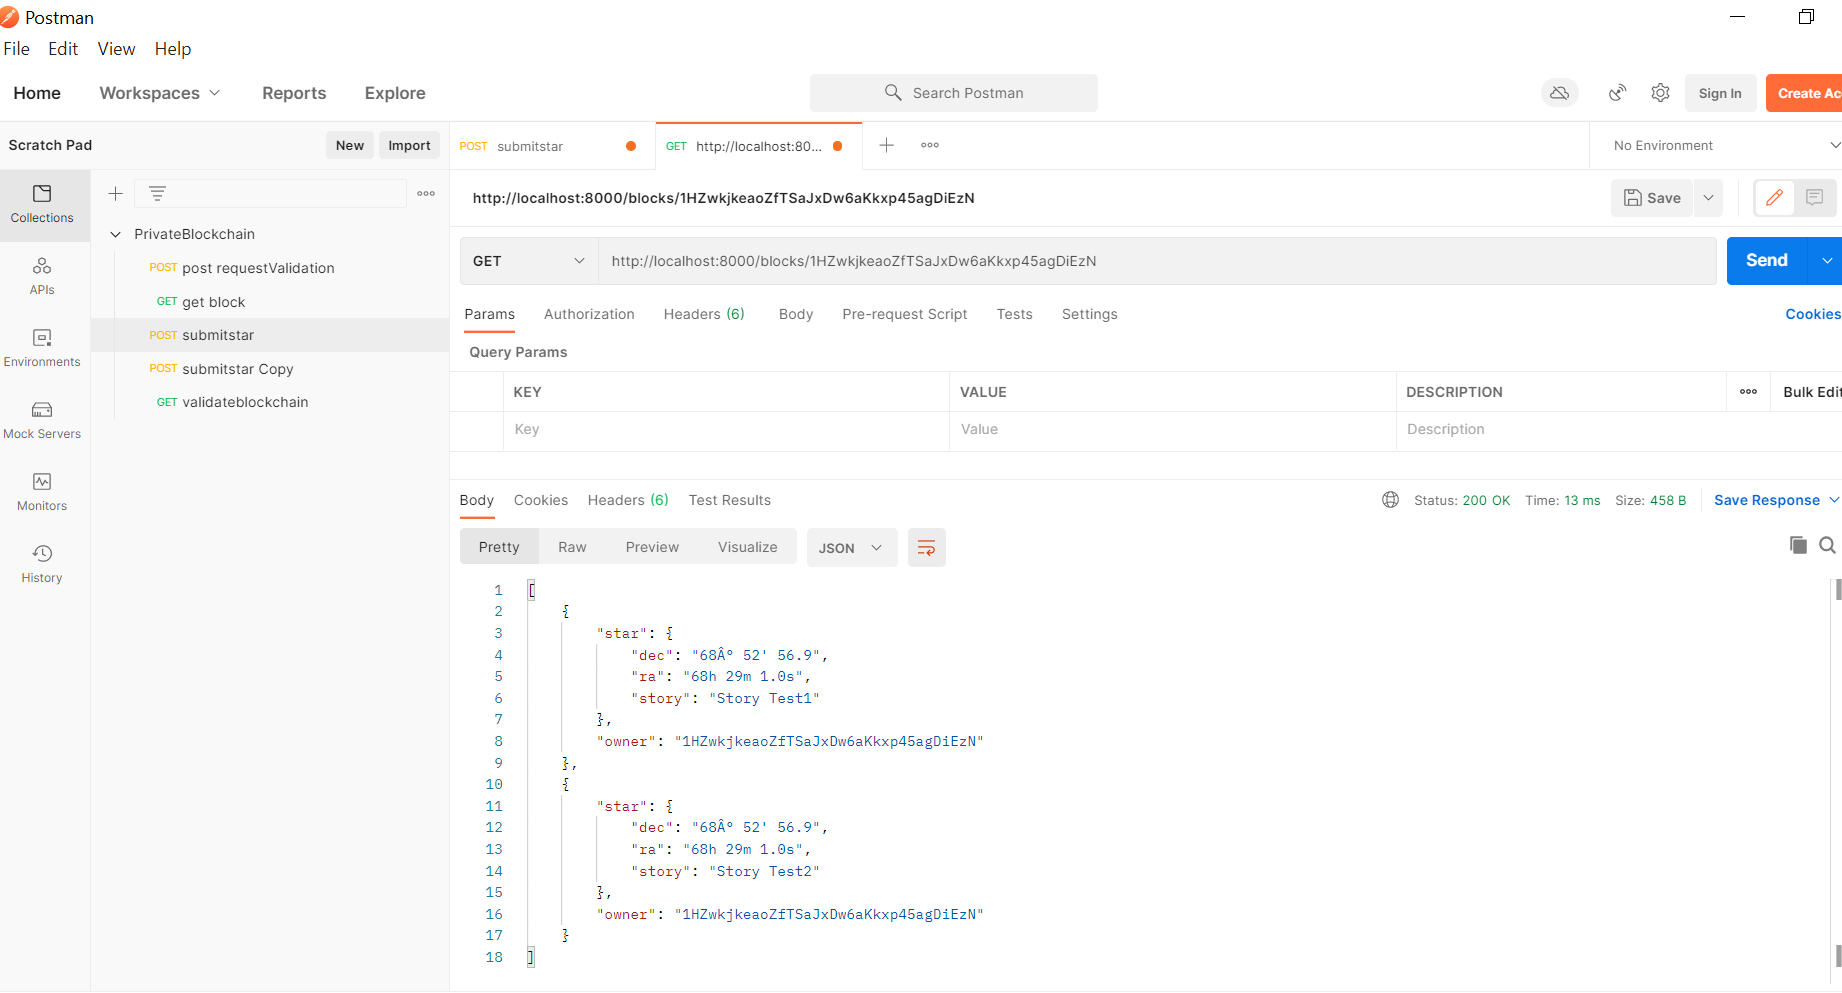 Postman
File Edit View Help
Home Workspaces Reports Explore
Search Postman
Sign In
Create Ac
Scratch Pad
New
Import
POST submitstar
GET http://localhost:80...
No Environment
Collections
APIs
Environments
Mock Servers
Monitors
History
PrivateBlockchain
POST post requestValidation
GET get block
POST submitstar
POST submitstar Copy
GET validateblockchain
http://localhost:8000/blocks/1HZwkjkeaoZfTSaJxDw6aKkxp45agDiEzN
Save
GET http://localhost:8000/blocks/1HZwkjkeaoZfTSaJxDw6aKkxp45agDiEzN
Send
Params Authorization Headers (6) Body Pre-request Script Tests Settings
Cookies
Query Params
KEY VALUE DESCRIPTION Bulk Edit
Key Value Description
Body Cookies Headers (6) Test Results
Status: 200 OK Time: 13 ms Size: 458 B Save Response
Pretty Raw Preview Visualize JSON
1 [
2 {
3 "star": {
4 "dec": "68Âº 52' 56.9",
5 "ra": "68h 29m 1.0s",
6 "story": "Story Test1"
7 },
8 "owner": "1HZwkjkeaoZfTSaJxDw6aKkxp45agDiEzN"
9 },
10 {
11 "star": {
12 "dec": "68Âº 52' 56.9",
13 "ra": "68h 29m 1.0s",
14 "story": "Story Test2"
15 },
16 "owner": "1HZwkjkeaoZfTSaJxDw6aKkxp45agDiEzN"
17 }
18 ]